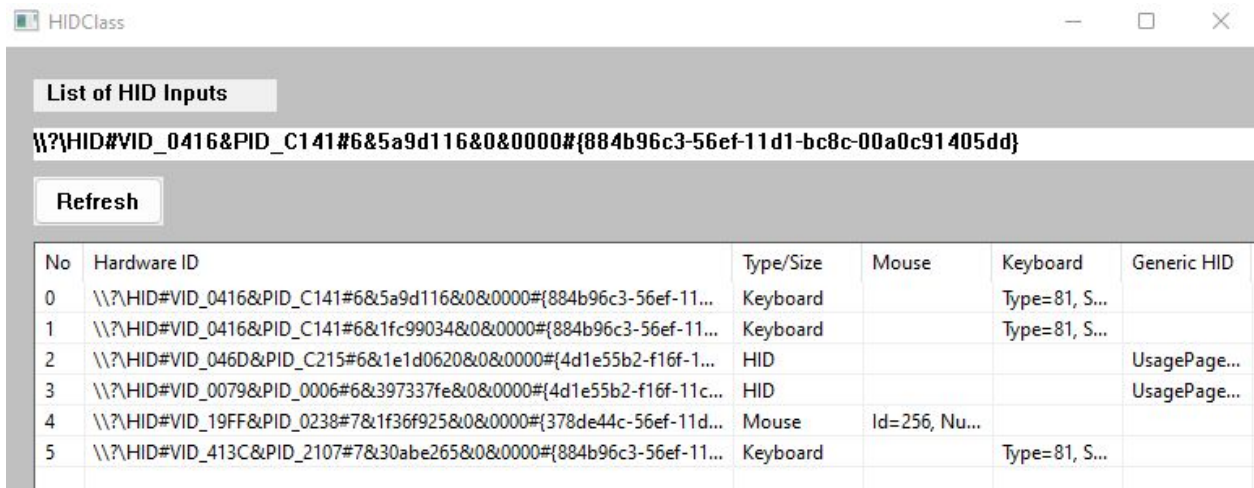 HIDClass
List of HID Inputs
\\?\HID#VID_0416&PID_C141#6&5a9d116&0&0000#{884b96c3-56ef-11d1-bc8c-00a0c91405dd}
Refresh
No Hardware ID Type/Size Mouse Keyboard Generic HID
0 \\?\HID#VID_0416&PID_C141#6&5a9d116&0&0000#{884b96c3-56ef-11... Keyboard Type=81, S...
1 \\?\HID#VID_0416&PID_C141#6&1fc99034&0&0000#{884b96c3-56ef-11... Keyboard Type=81, S...
2 \\?\HID#VID_046D&PID_C215#6&1e1d0620&0&0000#{4d1e55b2-f16f-1... HID UsagePage...
3 \\?\HID#VID_0079&PID_0006#6&397337fe&0&0000#{4d1e55b2-f16f-11c... HID UsagePage...
4 \\?\HID#VID_19FF&PID_0238#7&1f36f925&0&0000#{378de44c-56ef-11d... Mouse Id=256, Nu...
5 \\?\HID#VID_413C&PID_2107#7&30abe265&0&0000#{884b96c3-56ef-11... Keyboard Type=81, S...